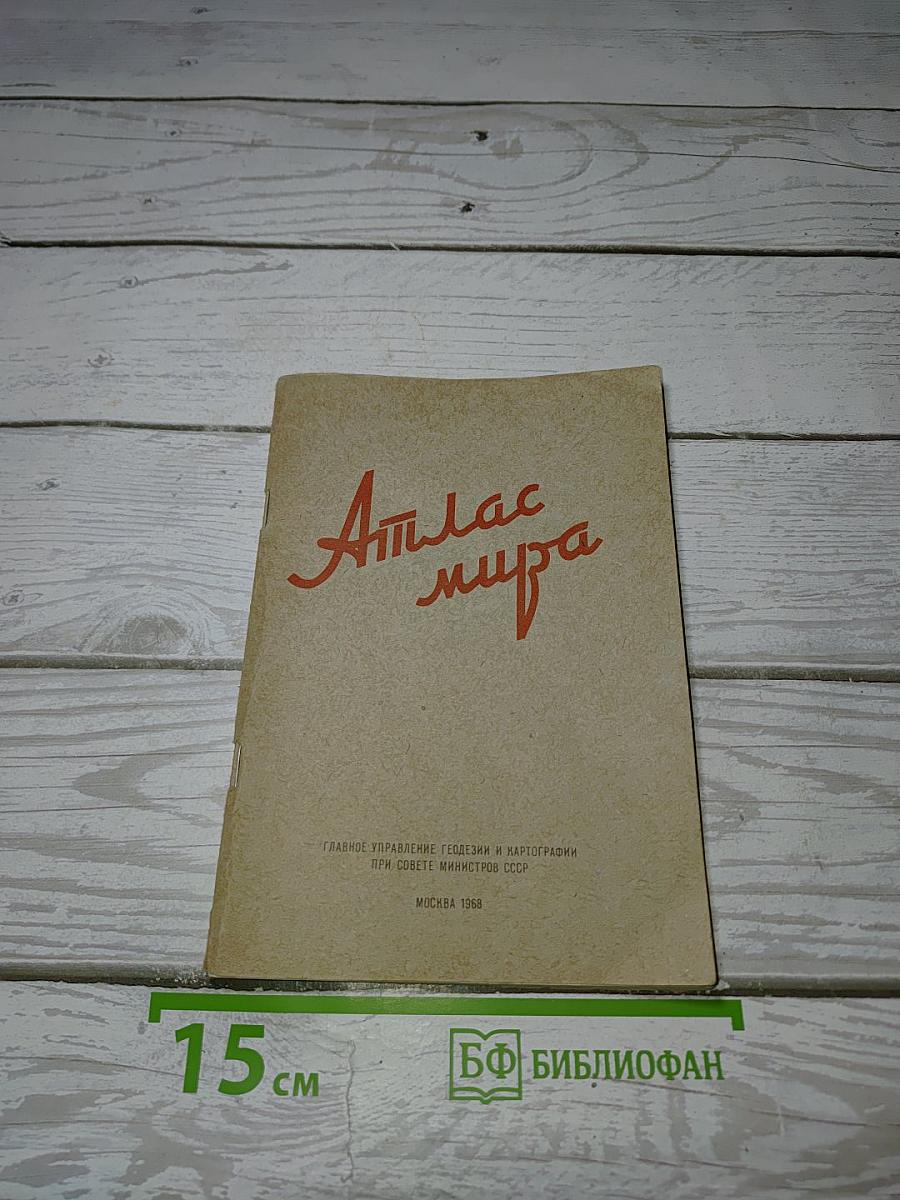 Атлас
мира
ГЛАВНОЕ УПРАВЛЕНИЕ ГЕОДЕЗИИ И КАРТОГРАФИИ
ПРИ СОВЕТЕ МИНИСТРОВ СССР
МОСКВА 1968
15 см
БФ БИБЛИОФАН